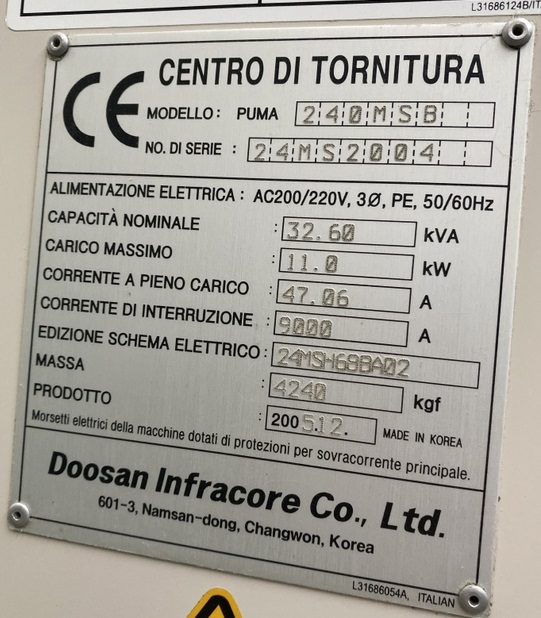 L31686124B/IT
CE
CENTRO DI TORNITURA
MODELLO: PUMA 240MSB
NO. DI SERIE : 24MS2004
ALIMENTAZIONE ELETTRICA : AC200/220V, 3Ø, PE, 50/60Hz
CAPACITÀ NOMINALE : 32.60 kVA
CARICO MASSIMO : 11.0 kW
CORRENTE A PIENO CARICO : 47.06 A
CORRENTE DI INTERRUZIONE : 9000 A
EDIZIONE SCHEMA ELETTRICO : 24MSH68BA02
MASSA : 4240 kgf
PRODOTTO : 2005.12. MADE IN KOREA
Morsetti elettrici della macchine dotati di protezioni per sovracorrente principale.
Doosan Infracore Co., Ltd.
601-3, Namsan-dong, Changwon, Korea
L31686054A, ITALIAN